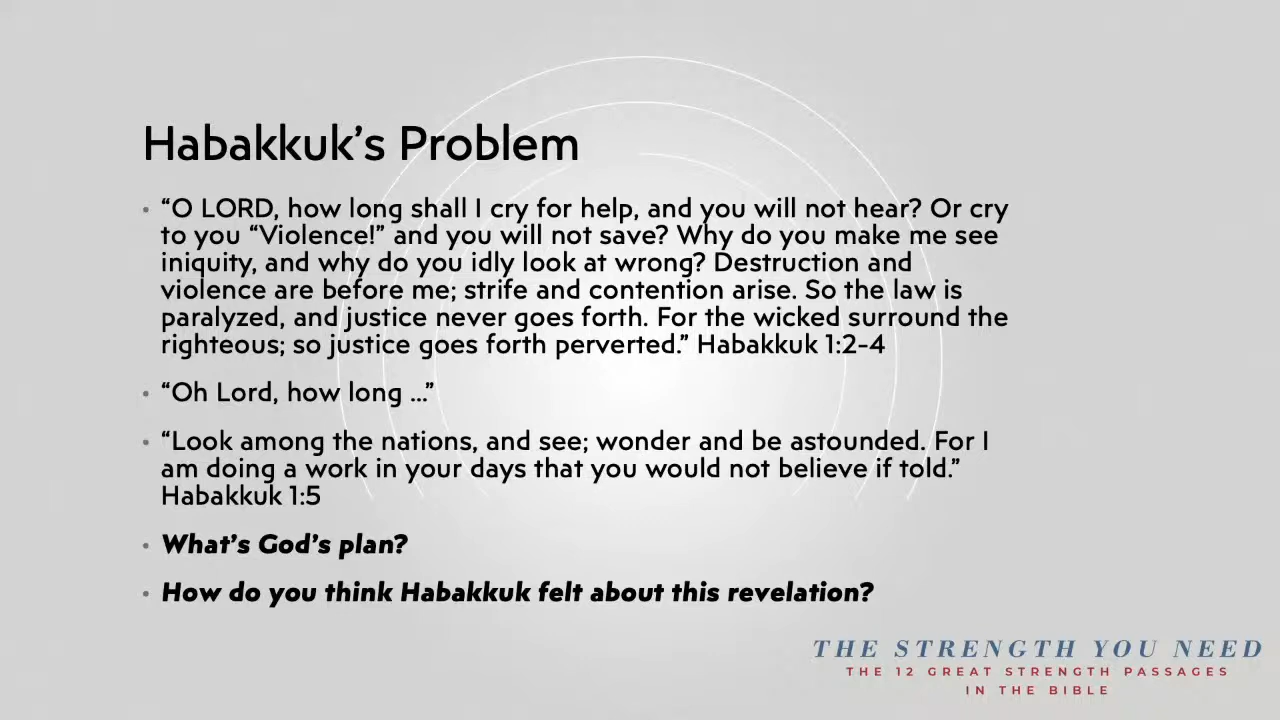 Habakkuk’s Problem
• “O LORD, how long shall I cry for help, and you will not hear? Or cry
to you “Violence!” and you will not save? Why do you make me see
iniquity, and why do you idly look at wrong? Destruction and
violence are before me; strife and contention arise. So the law is
paralyzed, and justice never goes forth. For the wicked surround the
righteous; so justice goes forth perverted.” Habakkuk 1:2-4
• “Oh Lord, how long ...”
• “Look among the nations, and see; wonder and be astounded. For I
am doing a work in your days that you would not believe if told.”
Habakkuk 1:5
• What’s God’s plan?
• How do you think Habakkuk felt about this revelation?
THE STRENGTH YOU NEED
THE 12 GREAT STRENGTH PASSAGES
IN THE BIBLE